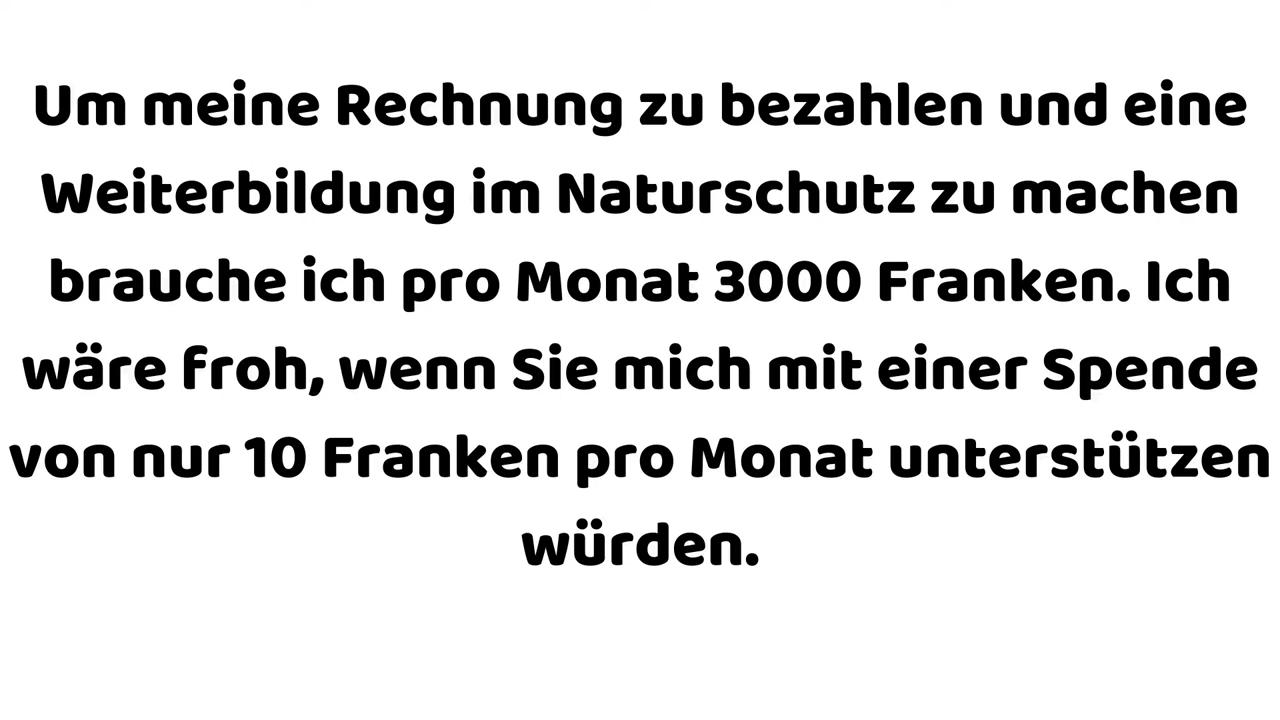 Um meine Rechnung zu bezahlen und eine
Weiterbildung im Naturschutz zu machen
brauche ich pro Monat 3000 Franken. Ich
wäre froh, wenn Sie mich mit einer Spende
von nur 10 Franken pro Monat unterstützen
würden.